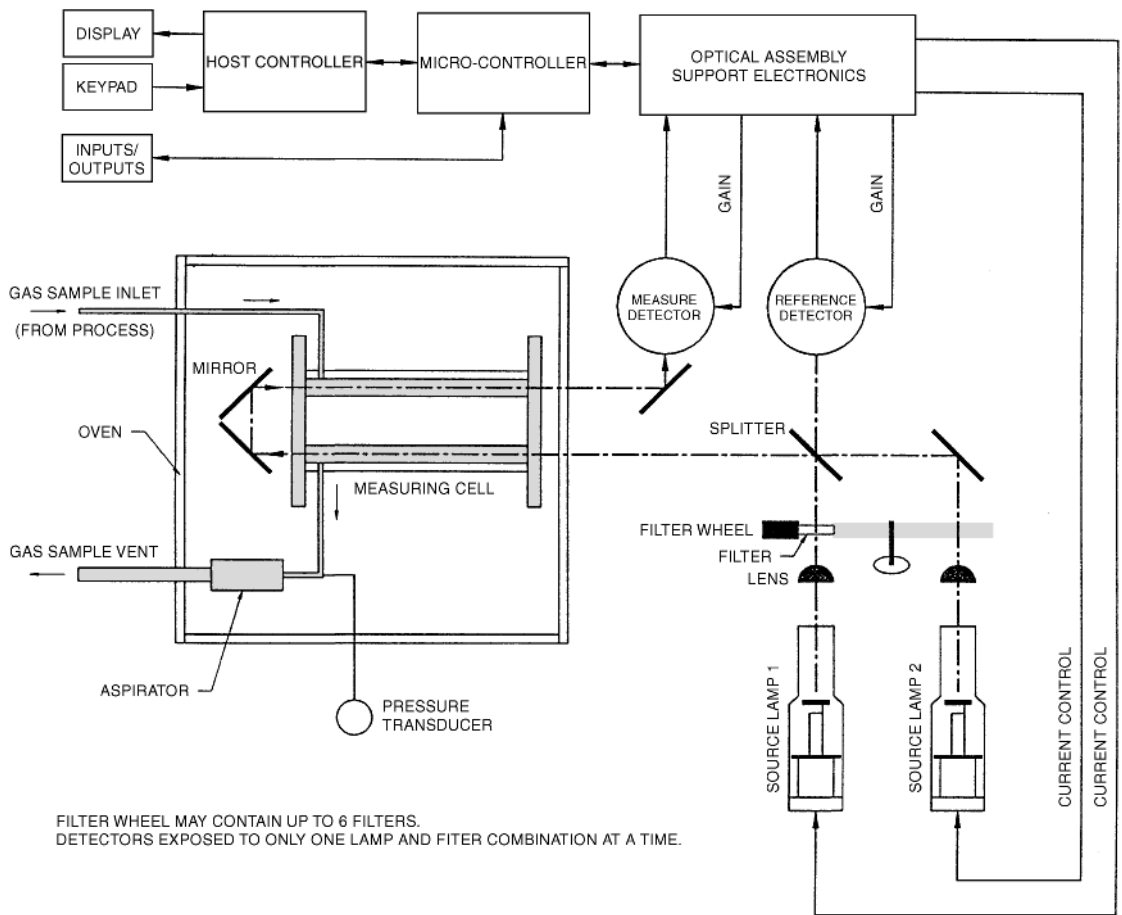 DISPLAY
HOST CONTROLLER
MICRO-CONTROLLER
OPTICAL ASSEMBLY
SUPPORT ELECTRONICS
KEYPAD
INPUTS/
OUTPUTS
GAIN
GAIN
GAS SAMPLE INLET
(FROM PROCESS)
MEASURE
DETECTOR
REFERENCE
DETECTOR
MIRROR
OVEN
SPLITTER
MEASURING CELL
FILTER WHEEL
FILTER
LENS
GAS SAMPLE VENT
ASPIRATOR
PRESSURE
TRANSDUCER
SOURCE LAMP 1
SOURCE LAMP 2
CURRENT CONTROL
CURRENT CONTROL
FILTER WHEEL MAY CONTAIN UP TO 6 FILTERS.
DETECTORS EXPOSED TO ONLY ONE LAMP AND FITER COMBINATION AT A TIME.